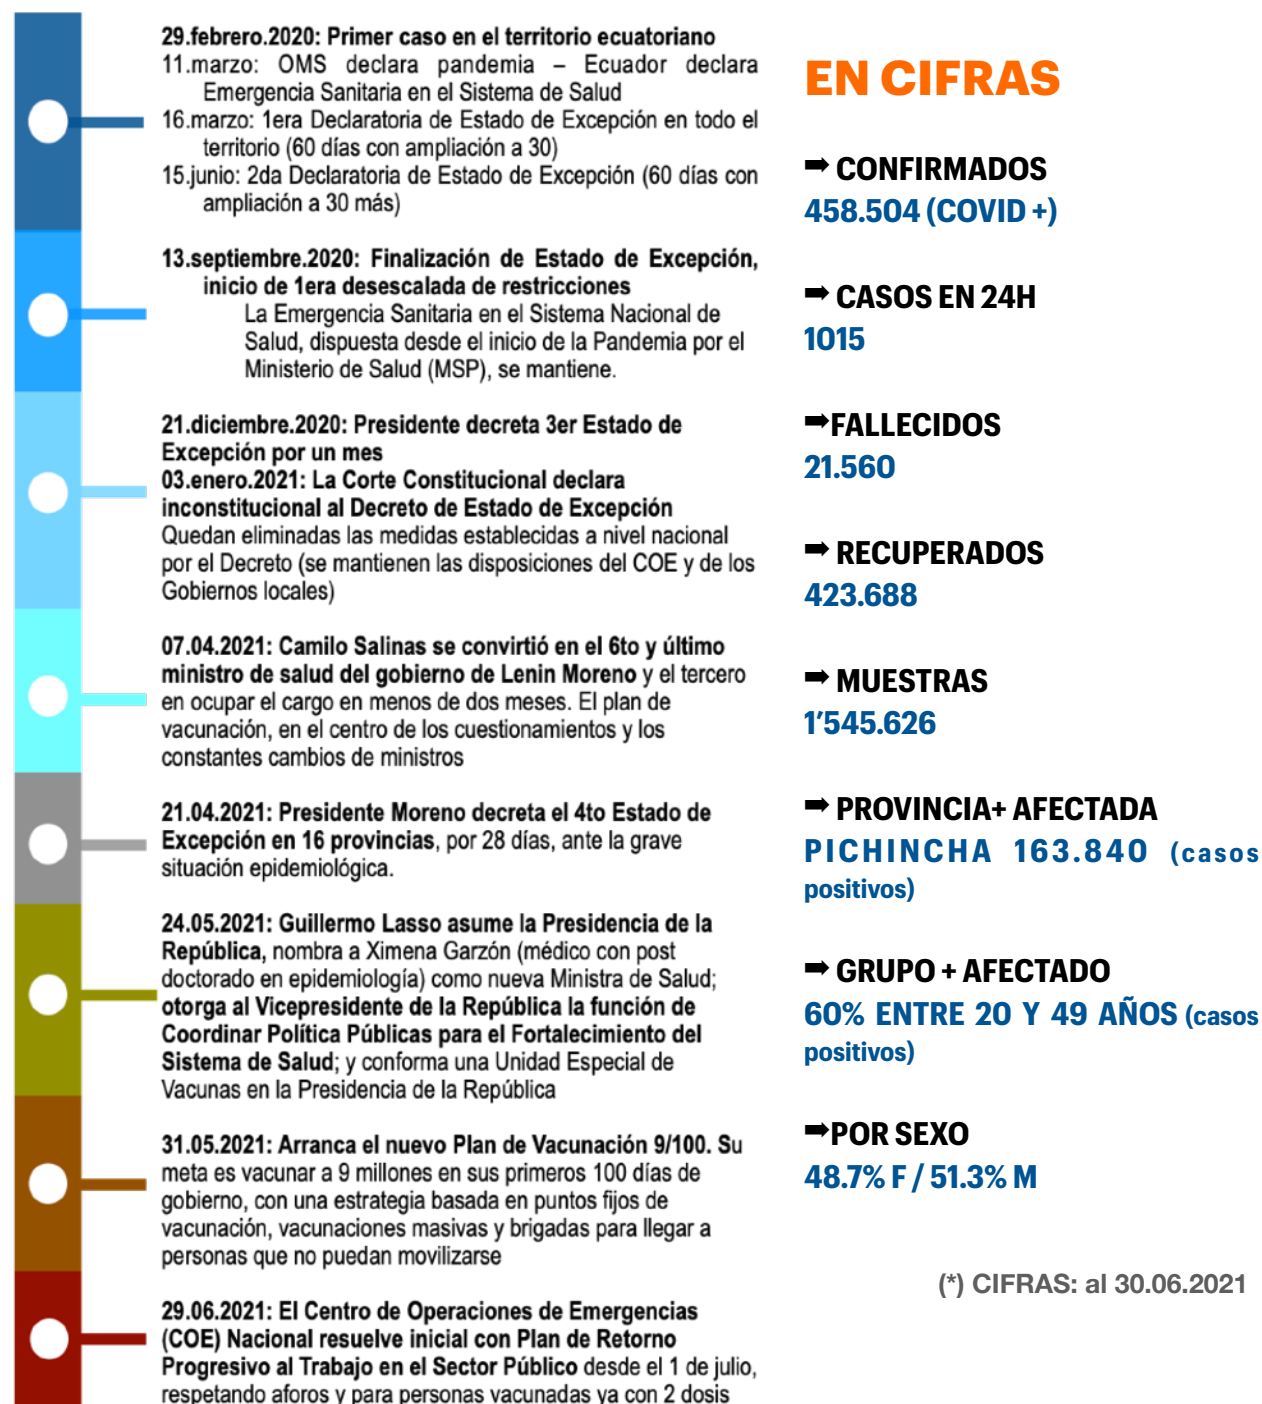 29.febrero.2020: Primer caso en el territorio ecuatoriano
11.marzo: OMS declara pandemia – Ecuador declara
Emergencia Sanitaria en el Sistema de Salud
16.marzo: 1era Declaratoria de Estado de Excepción en todo el
territorio (60 días con ampliación a 30)
15.junio: 2da Declaratoria de Estado de Excepción (60 días con
ampliación a 30 más)
13.septiembre.2020: Finalización de Estado de Excepción,
inicio de 1era desescalada de restricciones
La Emergencia Sanitaria en el Sistema Nacional de
Salud, dispuesta desde el inicio de la Pandemia por el
Ministerio de Salud (MSP), se mantiene.
21.diciembre.2020: Presidente decreta 3er Estado de
Excepción por un mes
03.enero.2021: La Corte Constitucional declara
inconstitucional al Decreto de Estado de Excepción
Quedan eliminadas las medidas establecidas a nivel nacional
por el Decreto (se mantienen las disposiciones del COE y de los
Gobiernos locales)
07.04.2021: Camilo Salinas se convirtió en el 6to y último
ministro de salud del gobierno de Lenin Moreno y el tercero
en ocupar el cargo en menos de dos meses. El plan de
vacunación, en el centro de los cuestionamientos y los
constantes cambios de ministros
21.04.2021: Presidente Moreno decreta el 4to Estado de
Excepción en 16 provincias, por 28 días, ante la grave
situación epidemiológica.
24.05.2021: Guillermo Lasso asume la Presidencia de la
República, nombra a Ximena Garzón (médico con post
doctorado en epidemiología) como nueva Ministra de Salud;
otorga al Vicepresidente de la República la función de
Coordinar Política Públicas para el Fortalecimiento del
Sistema de Salud; y conforma una Unidad Especial de
Vacunas en la Presidencia de la República
31.05.2021: Arranca el nuevo Plan de Vacunación 9/100. Su
meta es vacunar a 9 millones en sus primeros 100 días de
gobierno, con una estrategia basada en puntos fijos de
vacunación, vacunaciones masivas y brigadas para llegar a
personas que no puedan movilizarse
29.06.2021: El Centro de Operaciones de Emergencias
(COE) Nacional resuelve inicial con Plan de Retorno
Progresivo al Trabajo en el Sector Público desde el 1 de julio,
respetando aforos y para personas vacunadas ya con 2 dosis
EN CIFRAS
➡ CONFIRMADOS
458.504 (COVID +)
➡ CASOS EN 24H
1015
➡FALLECIDOS
21.560
➡ RECUPERADOS
423.688
➡ MUESTRAS
1’545.626
➡ PROVINCIA+ AFECTADA
PICHINCHA 163.840 (casos
positivos)
➡ GRUPO + AFECTADO
60% ENTRE 20 Y 49 AÑOS (casos
positivos)
➡POR SEXO
48.7% F / 51.3% M
(*) CIFRAS: al 30.06.2021